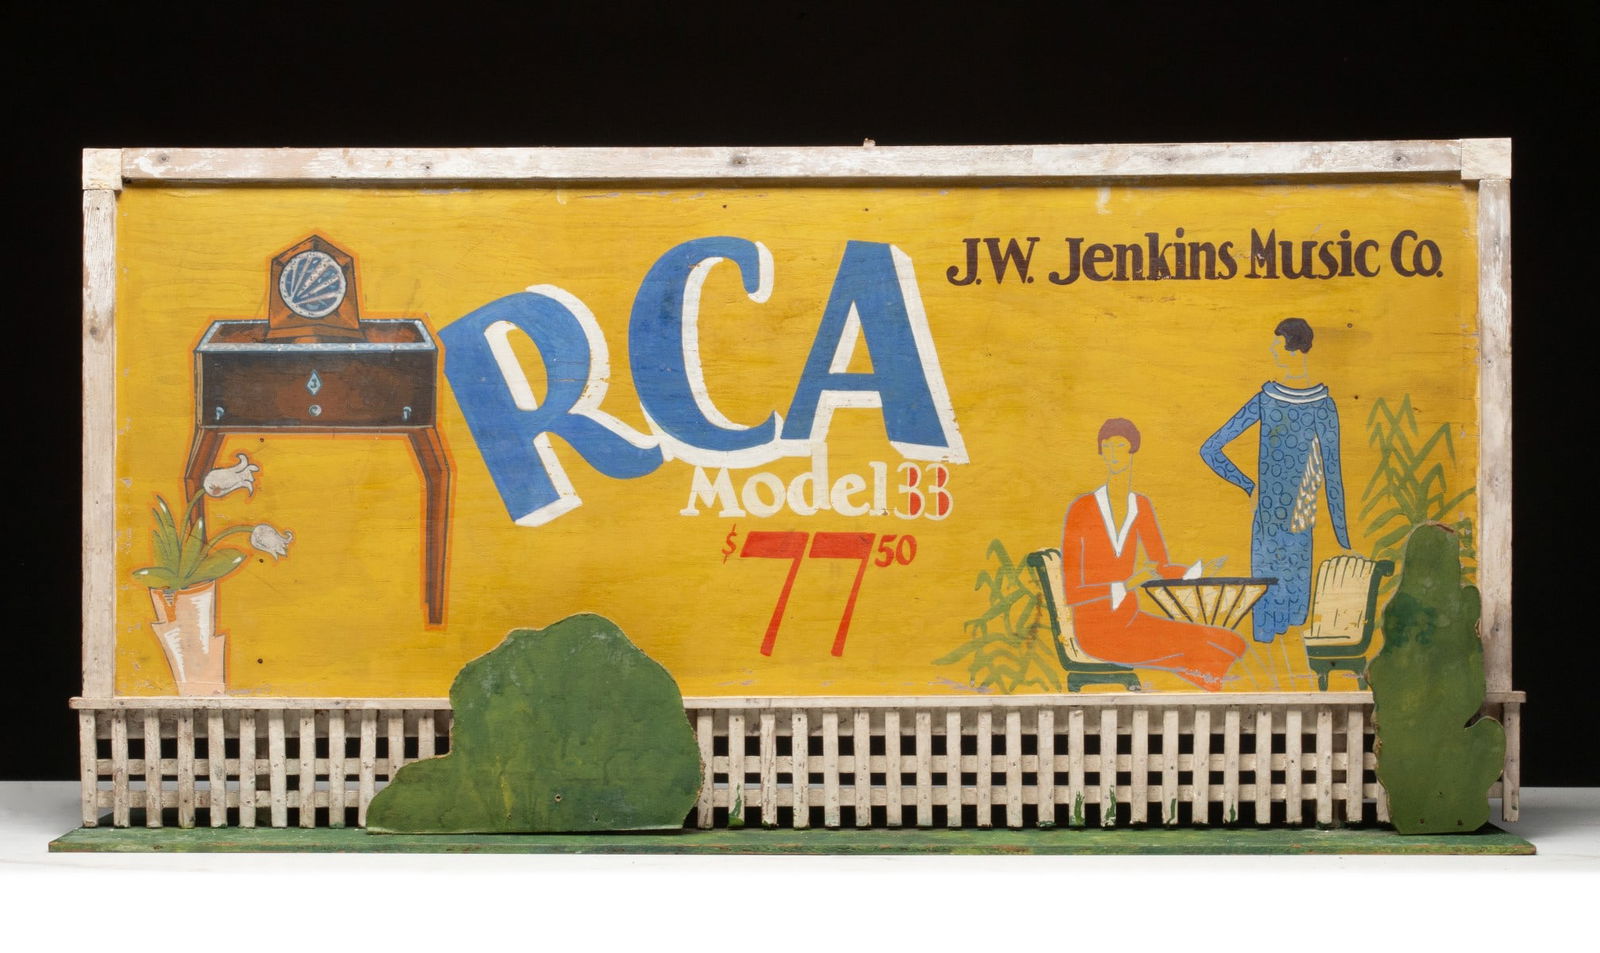 J.W. Jenkins Music Co.
RCA
Model 33
$77 50